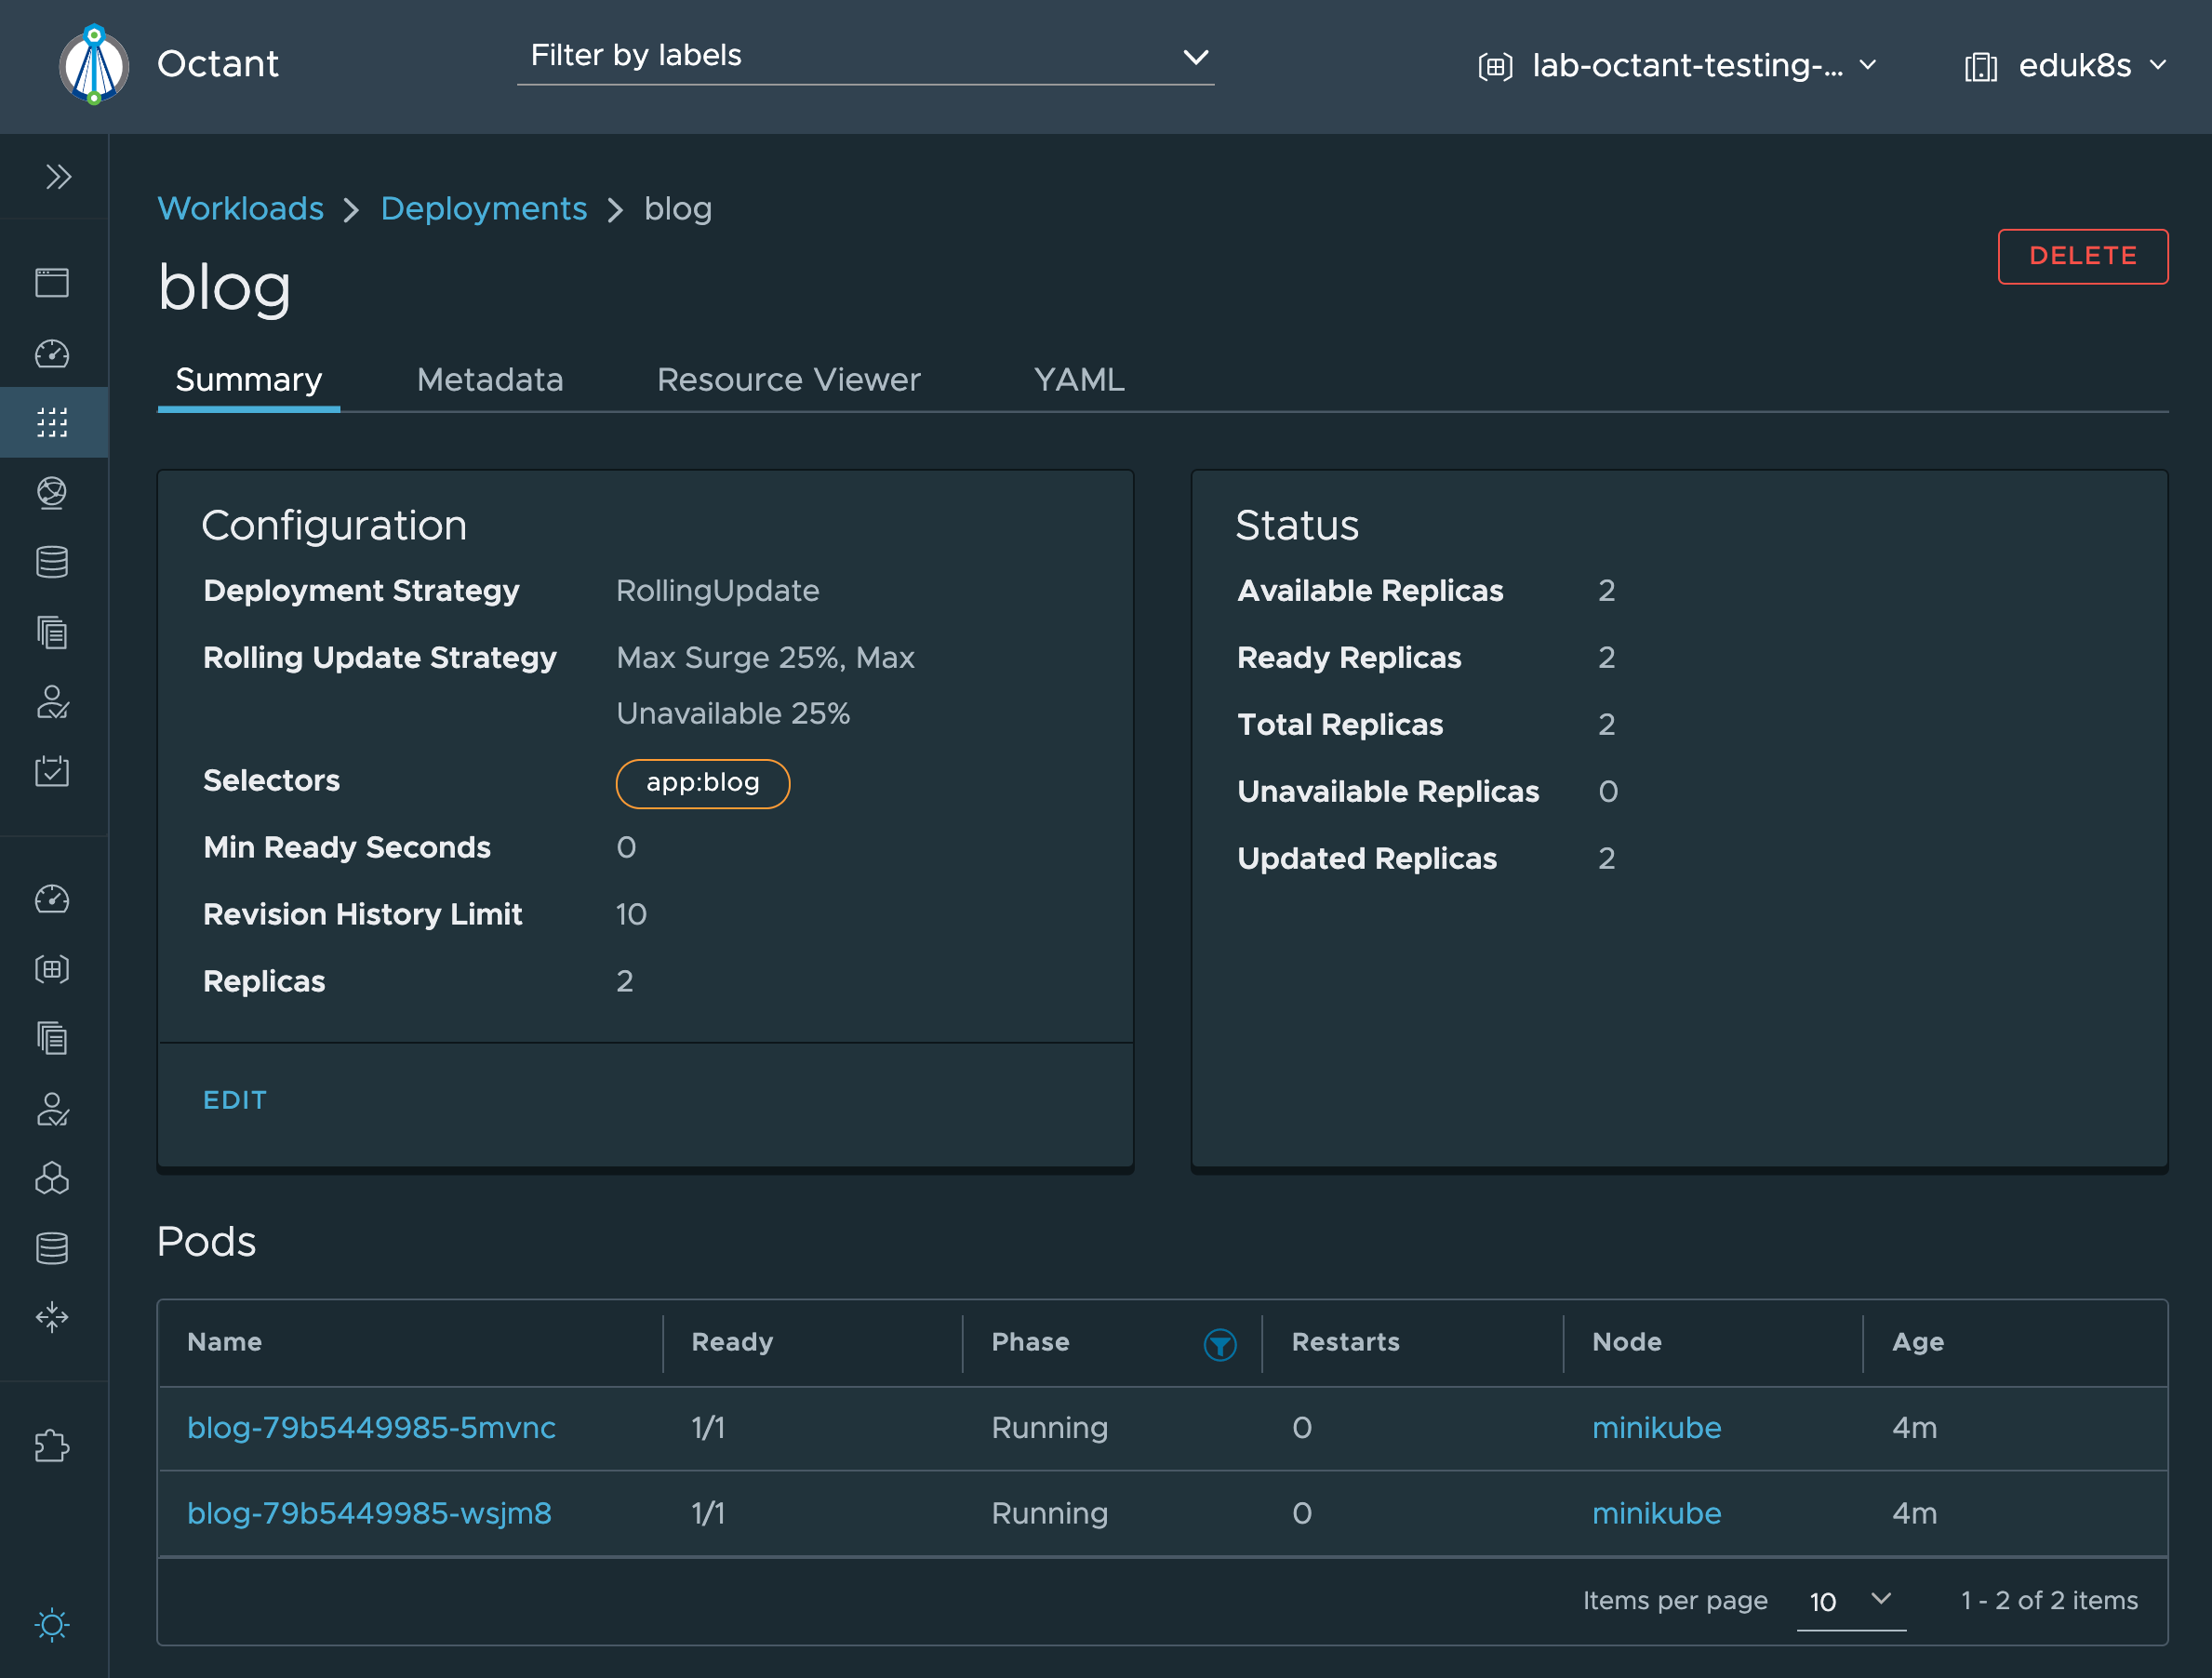 Octant
Filter by labels
lab-octant-testing-...
eduk8s
Workloads > Deployments > blog
blog
DELETE
Summary Metadata Resource Viewer YAML
Configuration
Deployment Strategy RollingUpdate
Rolling Update Strategy Max Surge 25%, Max
Unavailable 25%
Selectors app:blog
Min Ready Seconds 0
Revision History Limit 10
Replicas 2
EDIT
Status
Available Replicas 2
Ready Replicas 2
Total Replicas 2
Unavailable Replicas 0
Updated Replicas 2
Pods
Name Ready Phase Restarts Node Age
blog-79b5449985-5mvnc 1/1 Running 0 minikube 4m
blog-79b5449985-wsjm8 1/1 Running 0 minikube 4m
Items per page 10 1 - 2 of 2 items